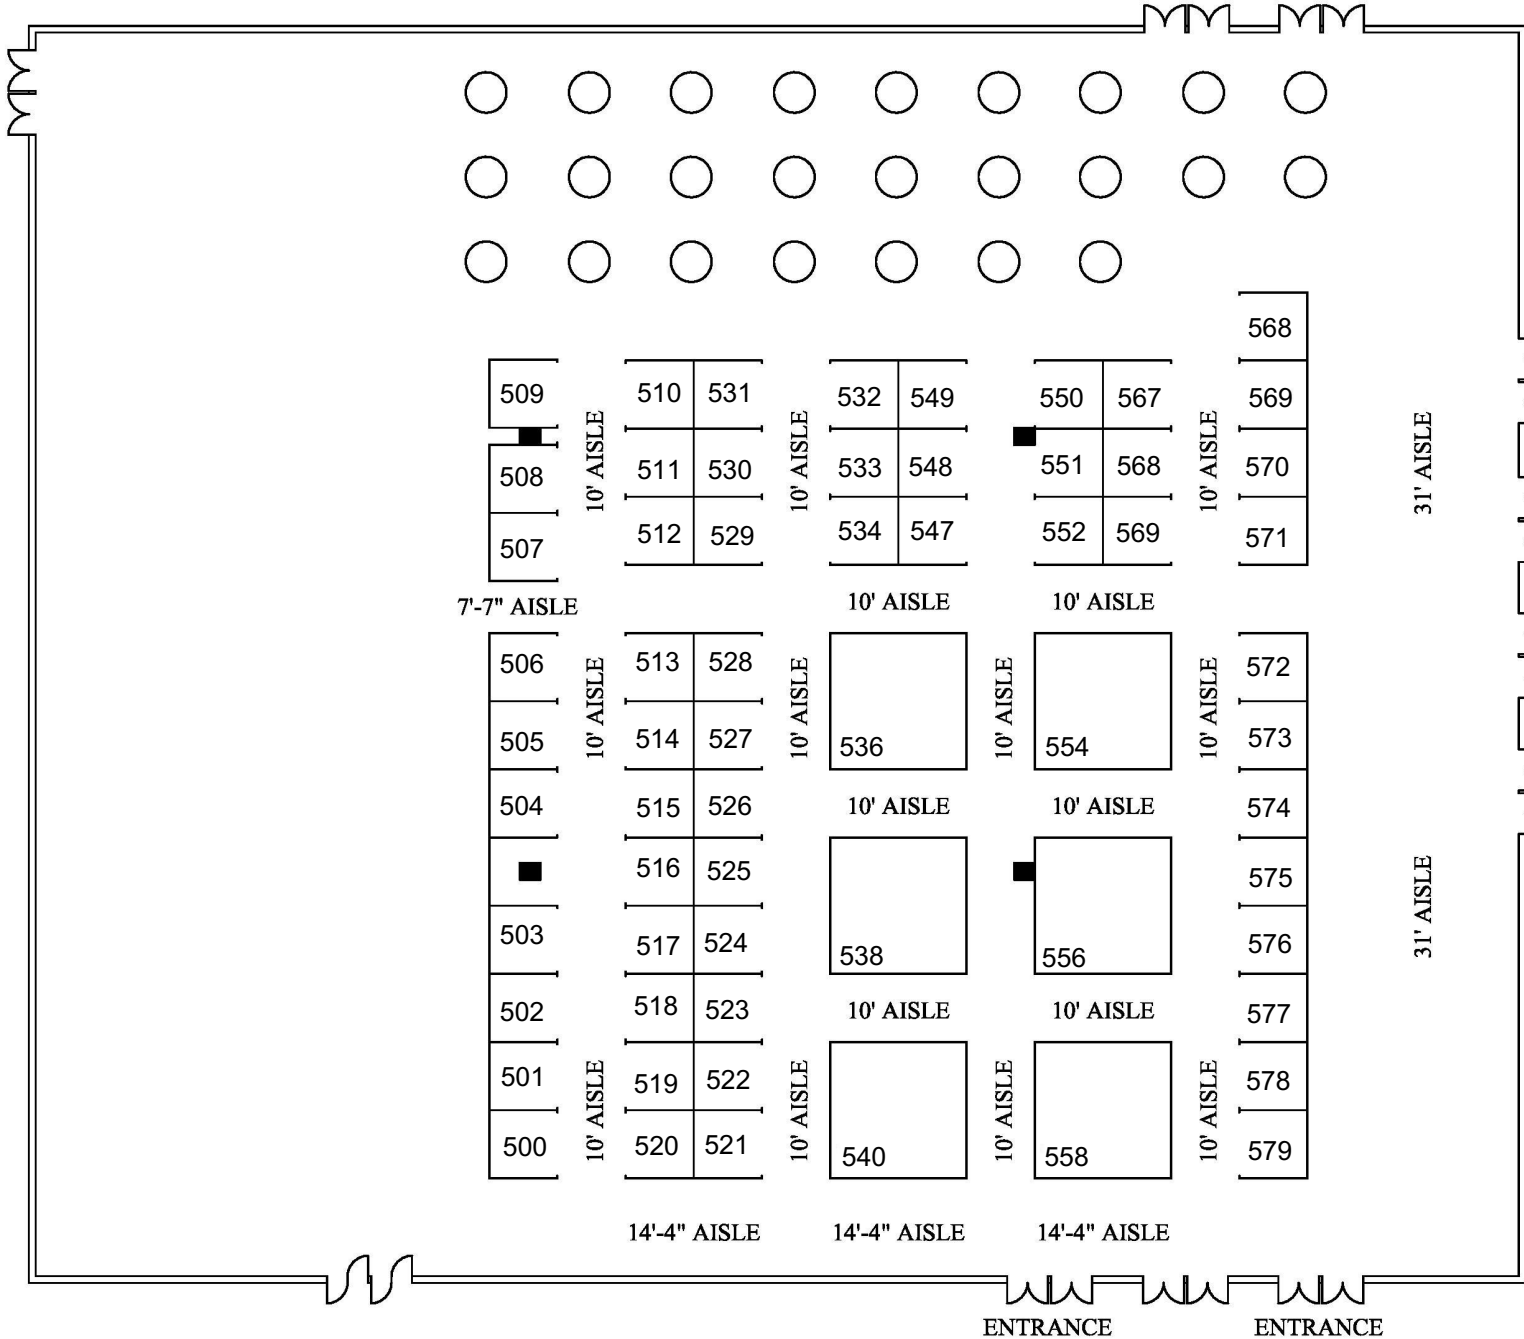 568
509
510 531
532 549
550 567
569
10' AISLE
10' AISLE
10' AISLE
31' AISLE
508
511 530
533 548
551 568
570
507
512 529
534 547
552 569
571
7'-7" AISLE
10' AISLE
10' AISLE
506
513 528
572
10' AISLE
10' AISLE
10' AISLE
10' AISLE
505
514 527
536
554
573
504
515 526
10' AISLE
10' AISLE
574
516 525
575
31' AISLE
503
517 524
538
556
576
502
518 523
10' AISLE
10' AISLE
577
501
519 522
578
10' AISLE
10' AISLE
10' AISLE
10' AISLE
500
520 521
540
558
579
14'-4" AISLE
14'-4" AISLE
14'-4" AISLE
ENTRANCE
ENTRANCE